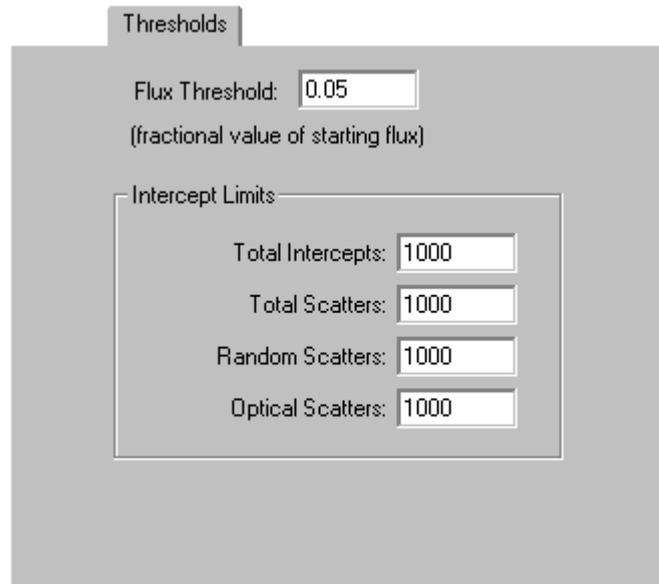 Thresholds
Flux Threshold: 0.05
(fractional value of starting flux)
Intercept Limits
Total Intercepts: 1000
Total Scatters: 1000
Random Scatters: 1000
Optical Scatters: 1000